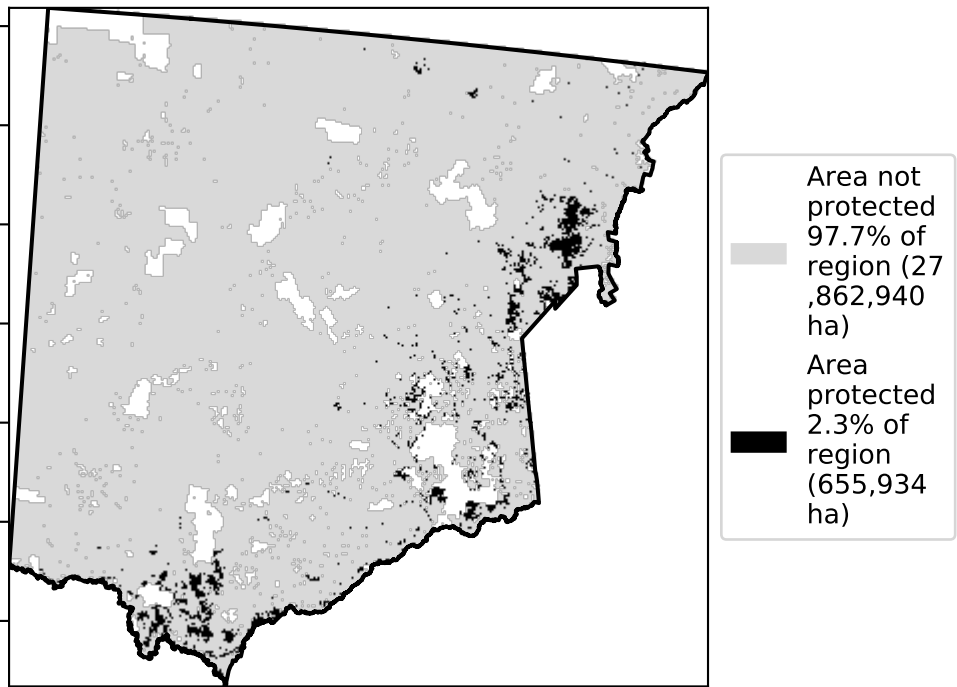 Area not
protected
97.7% of
region (27
,862,940
ha)
Area
protected
2.3% of
region
(655,934
ha)